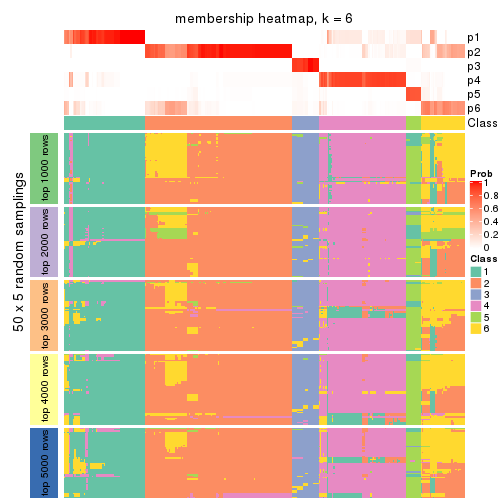 membership heatmap, k = 6
p1
p2
p3
p4
p5
p6
Class
50 x 5 random samplings
top 1000 rows
top 2000 rows
top 3000 rows
top 4000 rows
top 5000 rows
Prob
1
0.8
0.6
0.4
0.2
0
Class
1
2
3
4
5
6